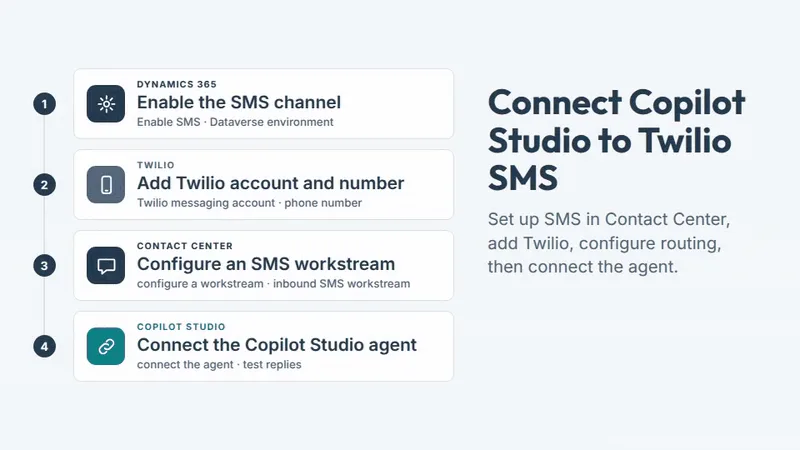 1
DYNAMICS 365
Enable the SMS channel
Enable SMS · Dataverse environment
2
TWILIO
Add Twilio account and number
Twilio messaging account · phone number
3
CONTACT CENTER
Configure an SMS workstream
configure a workstream · inbound SMS workstream
4
COPILOT STUDIO
Connect the Copilot Studio agent
connect the agent · test replies
Connect Copilot
Studio to Twilio
SMS
Set up SMS in Contact Center,
add Twilio, configure routing,
then connect the agent.